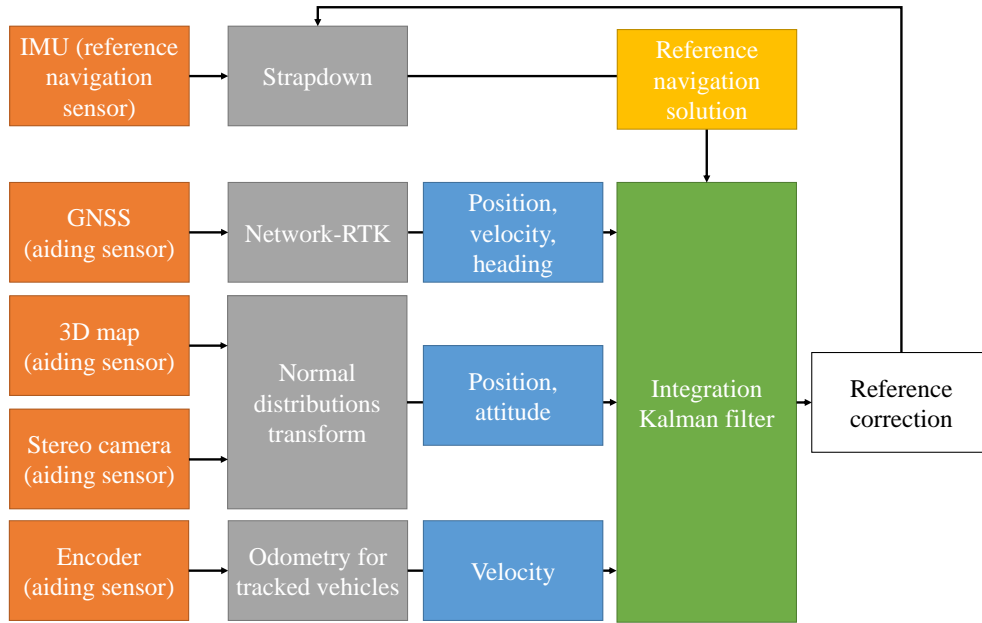 IMU (reference
navigation
sensor)
Strapdown
Reference
navigation
solution
GNSS
(aiding sensor)
Network-RTK
Position,
velocity,
heading
3D map
(aiding sensor)
Normal
distributions
transform
Position,
attitude
Integration
Kalman filter
Reference
correction
Stereo camera
(aiding sensor)
Encoder
(aiding sensor)
Odometry for
tracked vehicles
Velocity